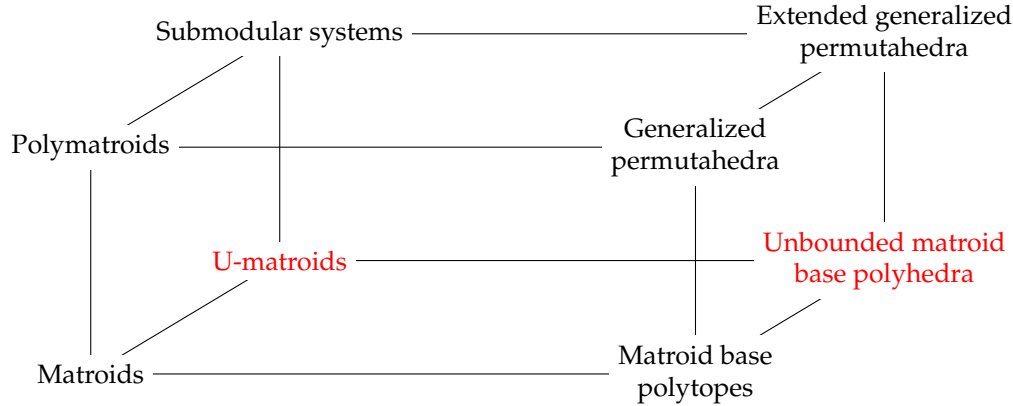 Submodular systems
Extended generalized
permutahedra
Polymatroids
Generalized
permutahedra
U-matroids
Unbounded matroid
base polyhedra
Matroids
Matroid base
polytopes